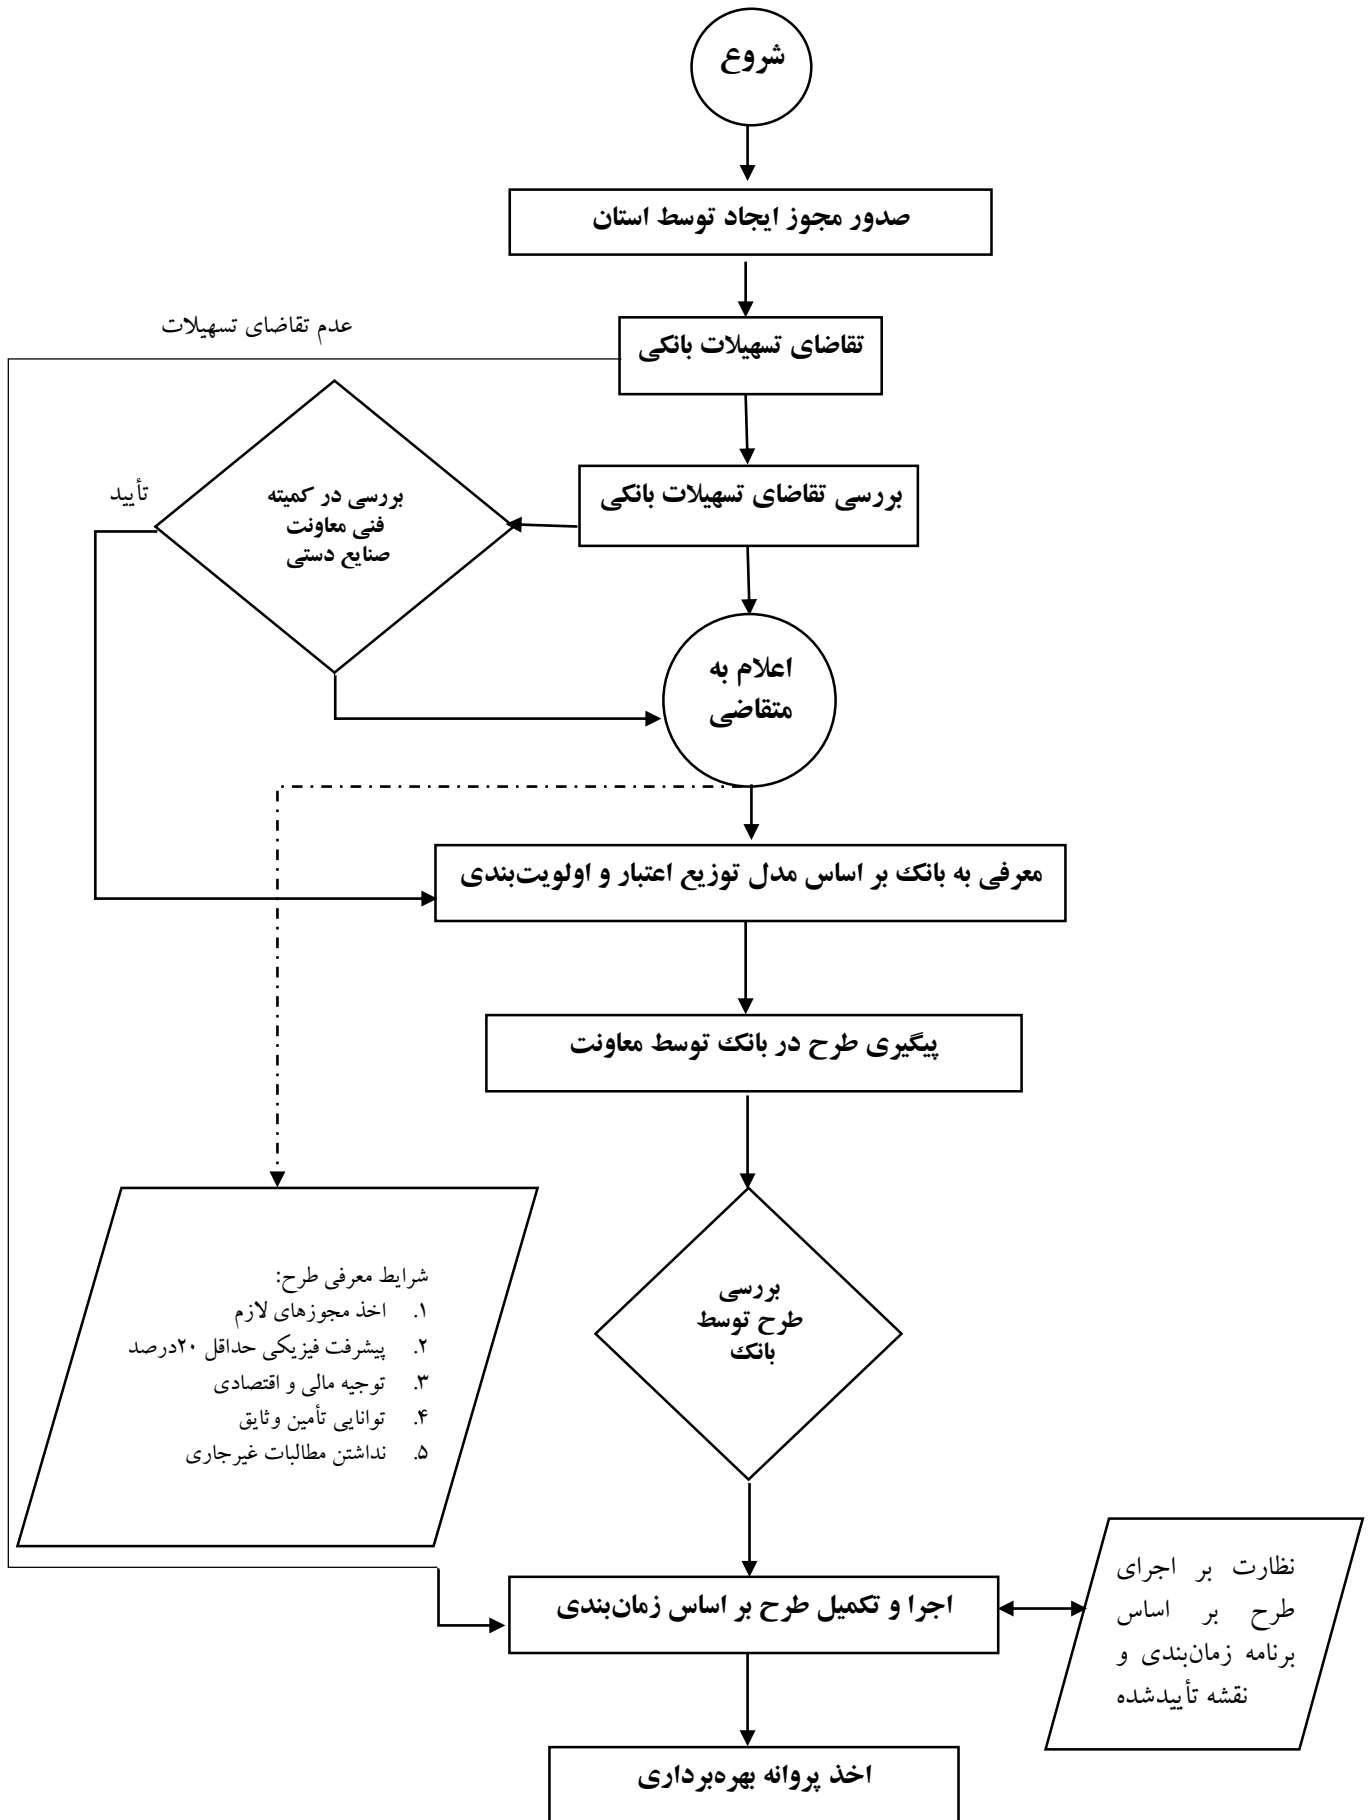 شروع
صدور مجوز ایجاد توسط استان
عدم تقاضای تسهیلات
تقاضای تسهیلات بانکی
تأیید
بررسی در کمیته
فنی معاونت
صنایع دستی
بررسی تقاضای تسهیلات بانکی
اعلام به
متقاضی
معرفی به بانک بر اساس مدل توزیع اعتبار و اولویت‌بندی
پیگیری طرح در بانک توسط معاونت
شرایط معرفی طرح:
۱. اخذ مجوزهای لازم
۲. پیشرفت فیزیکی حداقل ۲۰درصد
۳. توجیه مالی و اقتصادی
۴. توانایی تأمین وثایق
۵. نداشتن مطالبات غیرجاری
بررسی
طرح توسط
بانک
اجرا و تکمیل طرح بر اساس زمان‌بندی
نظارت بر اجرای
طرح بر اساس
برنامه زمان‌بندی و
نقشه تأییدشده
اخذ پروانه بهره‌برداری